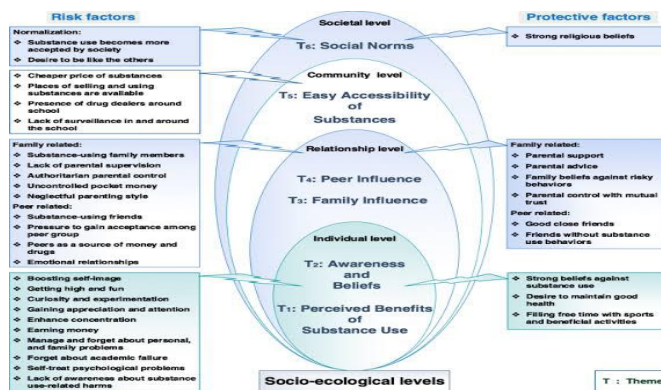 Risk factors
Normalization:
❖ Substance use becomes more
accepted by society
❖ Desire to be like the others
❖ Cheaper price of substances
❖ Places of selling and using
substances are available
❖ Presence of drug dealers around
school
❖ Lack of surveillance in and around
the school
Family related:
❖ Substance-using family members
❖ Lack of parental supervision
❖ Authoritarian parental control
❖ Uncontrolled pocket money
❖ Neglectful parenting style
Peer related:
❖ Substance-using friends
❖ Pressure to gain acceptance among
peer group
❖ Peers as a source of money and
drugs
❖ Emotional relationships
❖ Boosting self-image
❖ Getting high and fun
❖ Curiosity and experimentation
❖ Gaining appreciation and attention
❖ Enhance concentration
❖ Earning money
❖ Manage and forget about personal,
and family problems
❖ Forget about academic failure
❖ Self-treat psychological problems
❖ Lack of awareness about substance
use-related harms
Societal level
T6: Social Norms
Community level
T5: Easy Accessibility
of
Substances
Relationship level
T4: Peer Influence
T3: Family Influence
Individual level
T2: Awareness
and
Beliefs
T1: Perceived Benefits
of
Substance Use
Socio-ecological levels
Protective factors
❖ Strong religious beliefs
Family related:
❖ Parental support
❖ Parental advice
❖ Family beliefs against risky
behaviors
❖ Parental control with mutual
trust
Peer related:
❖ Good close friends
❖ Friends without substance
use behaviors
❖ Strong beliefs against
substance use
❖ Desire to maintain good
health
❖ Filling free time with sports
and beneficial activities
T : Theme